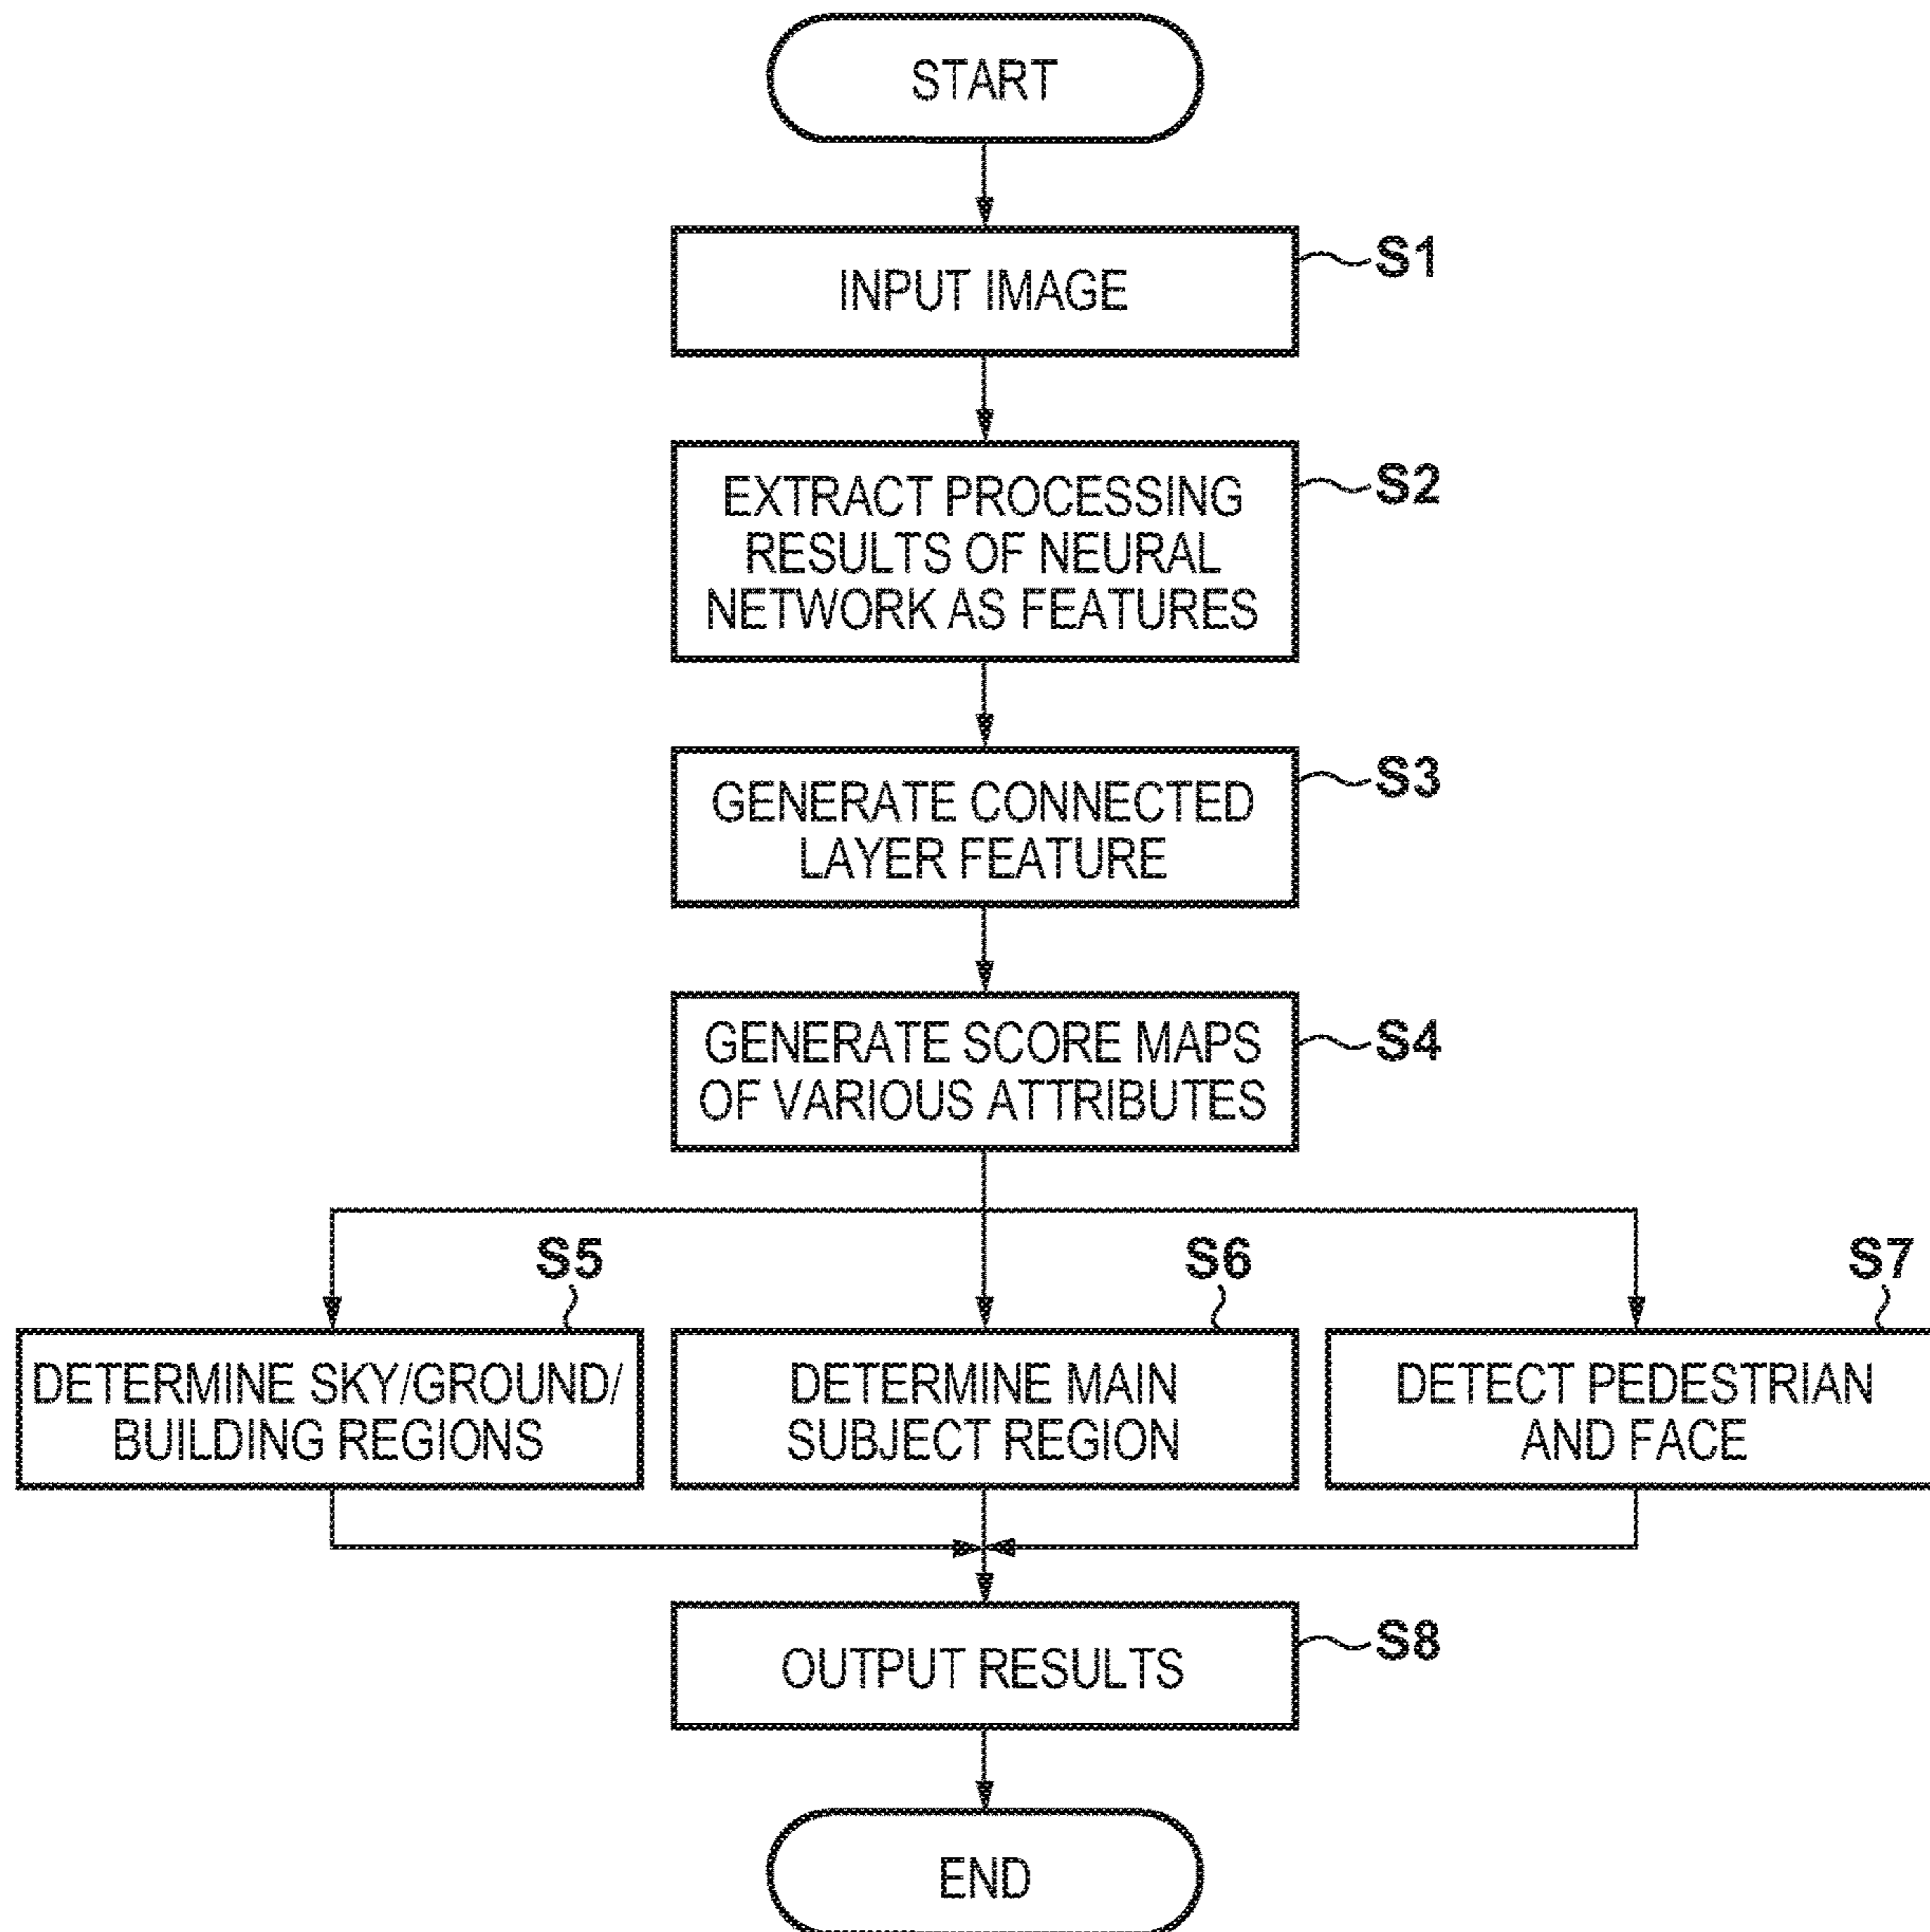 START
INPUT IMAGE
S1
EXTRACT PROCESSING
RESULTS OF NEURAL
NETWORK AS FEATURES
S2
GENERATE CONNECTED
LAYER FEATURE
S3
GENERATE SCORE MAPS
OF VARIOUS ATTRIBUTES
S4
S5
DETERMINE SKY/GROUND/
BUILDING REGIONS
S6
DETERMINE MAIN
SUBJECT REGION
S7
DETECT PEDESTRIAN
AND FACE
OUTPUT RESULTS
S8
END